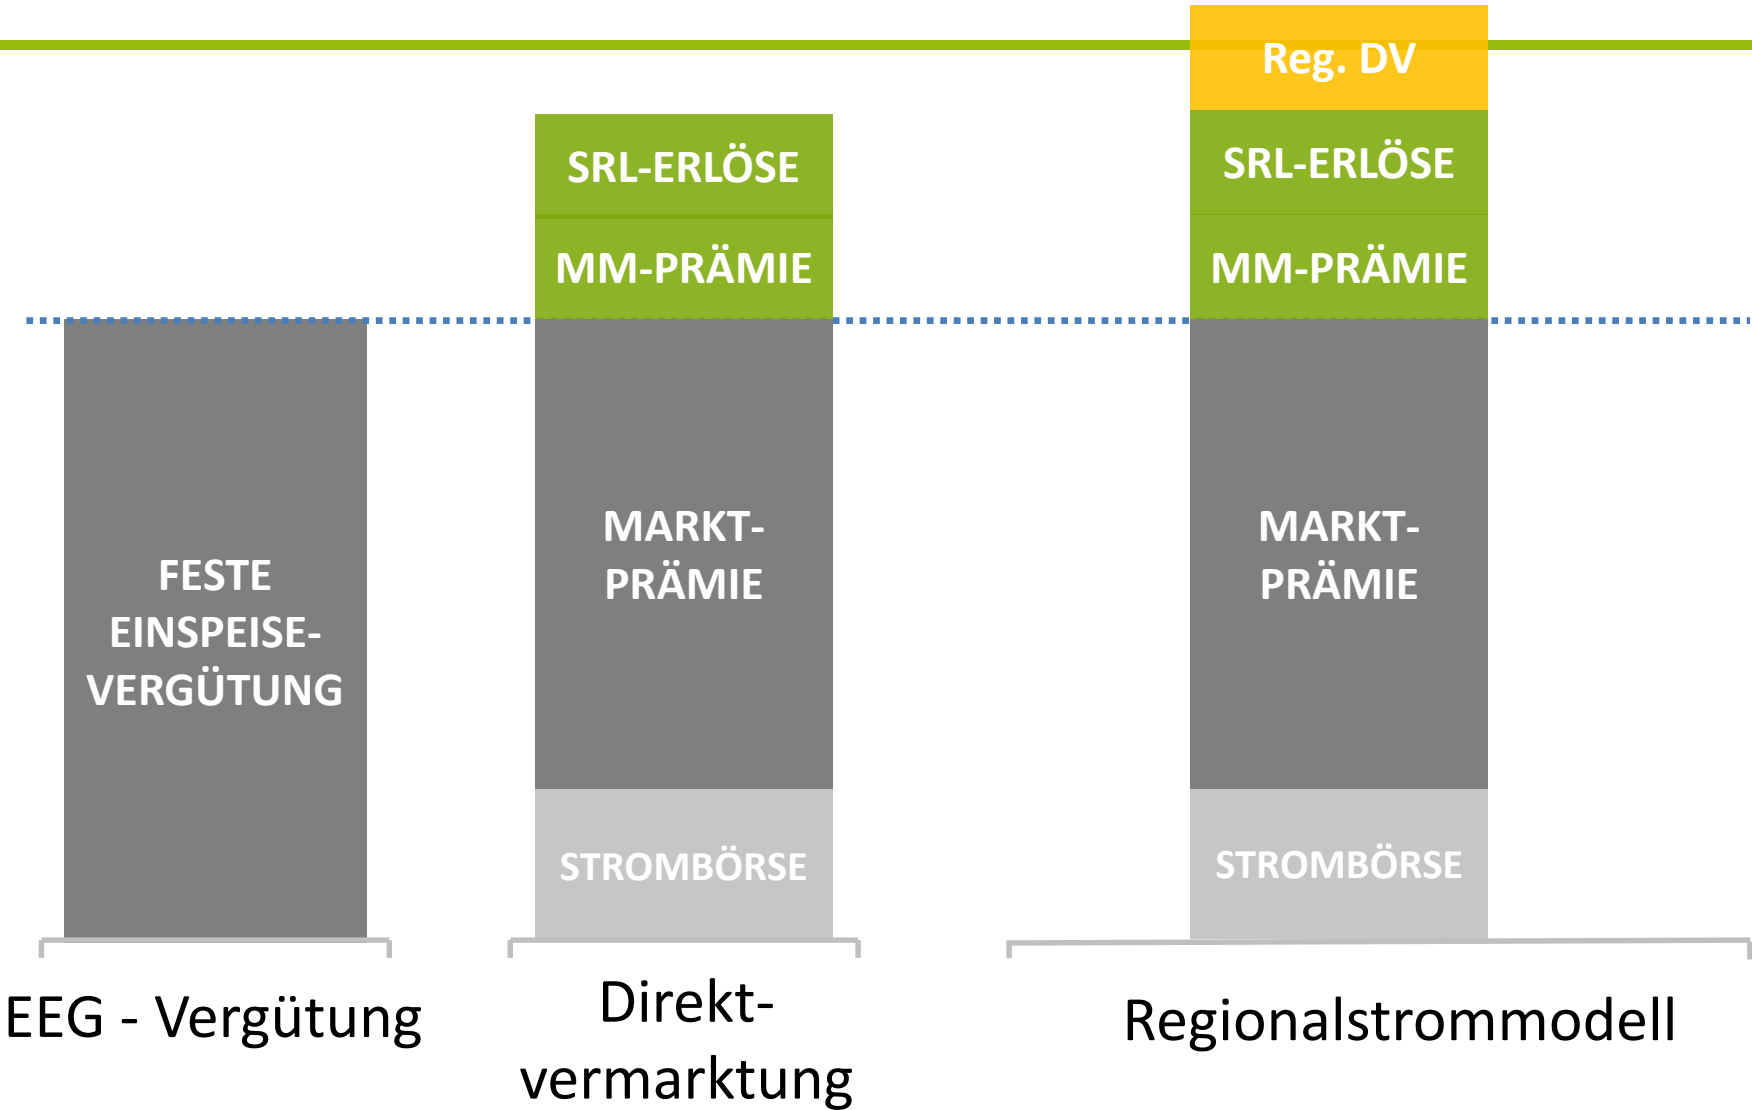 FESTE
EINSPEISE-
VERGÜTUNG
EEG - Vergütung
SRL-ERLÖSE
MM-PRÄMIE
MARKT-
PRÄMIE
STROMBÖRSE
Direkt-
vermarktung
Reg. DV
SRL-ERLÖSE
MM-PRÄMIE
MARKT-
PRÄMIE
STROMBÖRSE
Regionalstrommodell